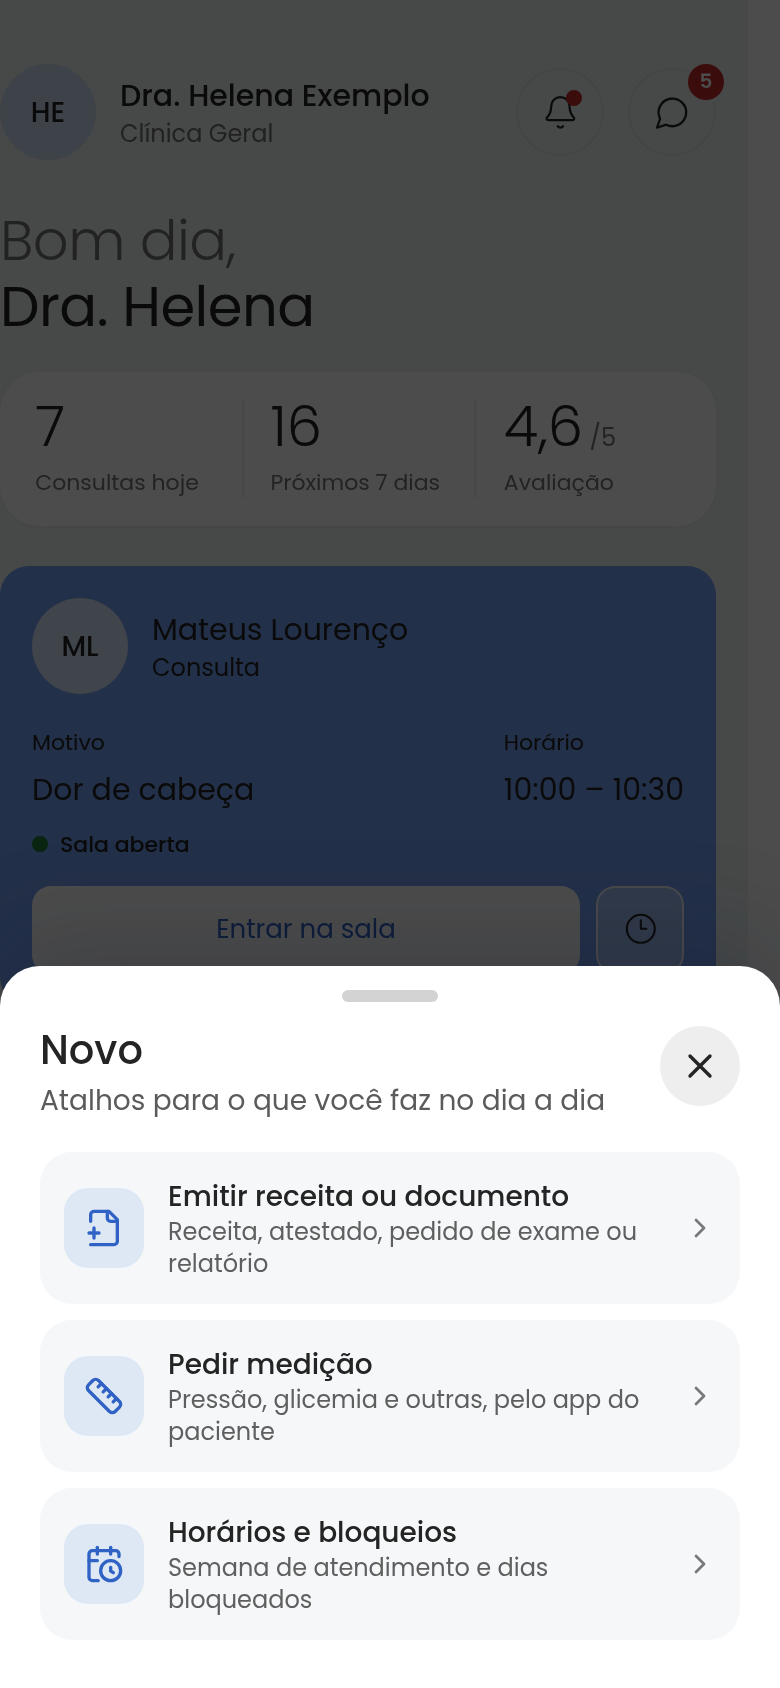 HE
Dra. Helena Exemplo
Clínica Geral
5
Bom dia,
Dra. Helena
7
Consultas hoje
16
Próximos 7 dias
4,6 /5
Avaliação
ML
Mateus Lourenço
Consulta
Motivo
Horário
Dor de cabeça
10:00 – 10:30
Sala aberta
Entrar na sala
Novo
Atalhos para o que você faz no dia a dia
Emitir receita ou documento
Receita, atestado, pedido de exame ou
relatório
Pedir medição
Pressão, glicemia e outras, pelo app do
paciente
Horários e bloqueios
Semana de atendimento e dias
bloqueados